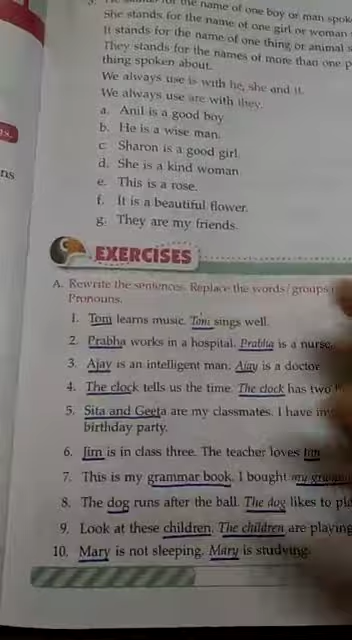 for the name of one boy or man spok
She stands for the name of one girl or woman
It stands for the name of one thing or animal s
They stands for the names of more than one p
thing spoken about.
We always use is with he, she and it.
We always use are with they.
a. Anil is a good boy
b. He is a wise man.
c. Sharon is a good girl.
d. She is a kind woman.
e. This is a rose.
f. It is a beautiful flower.
g. They are my friends.
ns
EXERCISES
A. Rewrite the sentences. Replace the words/groups
Pronouns.
1. Tom learns music. Tom sings well.
2. Prabha works in a hospital. Prabha is a nurse.
3. Ajay is an intelligent man. Ajay is a doctor
4. The clock tells us the time. The clock has two
5. Sita and Geeta are my classmates. I have
birthday party.
6. Jim is in class three. The teacher loves Jim
7. This is my grammar book. I bought my
8. The dog runs after the ball. The dog likes to pl
9. Look at these children. The children are playing
10. Mary is not sleeping. Mary is studying.